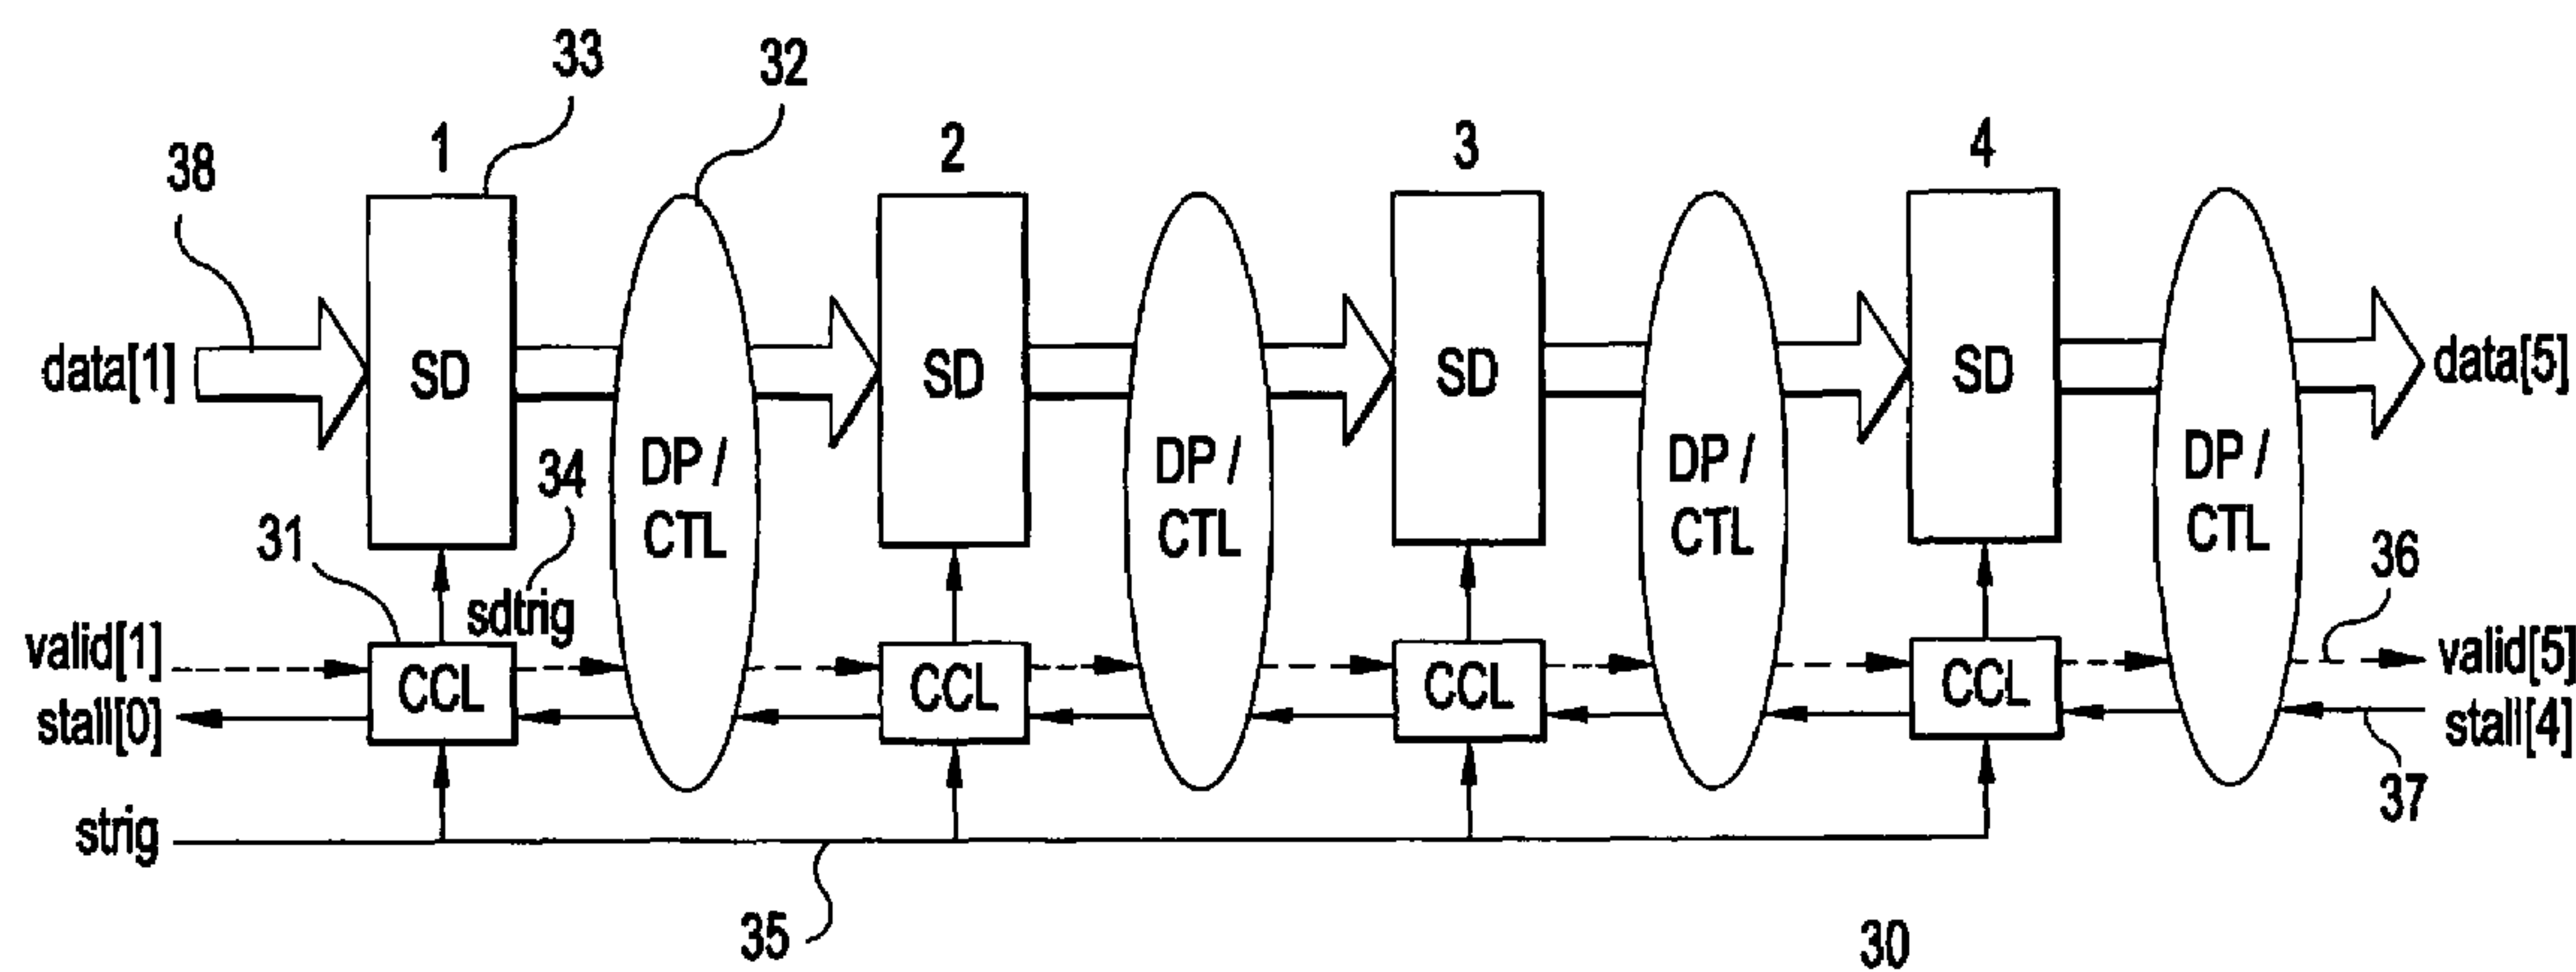 33
32
1
2
3
4
38
data[1]
SD
SD
SD
SD
data[5]
DP /
CTL
DP /
CTL
DP /
CTL
DP /
CTL
34
31
sdtrig
36
valid[1]
CCL
CCL
CCL
CCL
valid[5]
stall[0]
stall[4]
37
strig
35
30